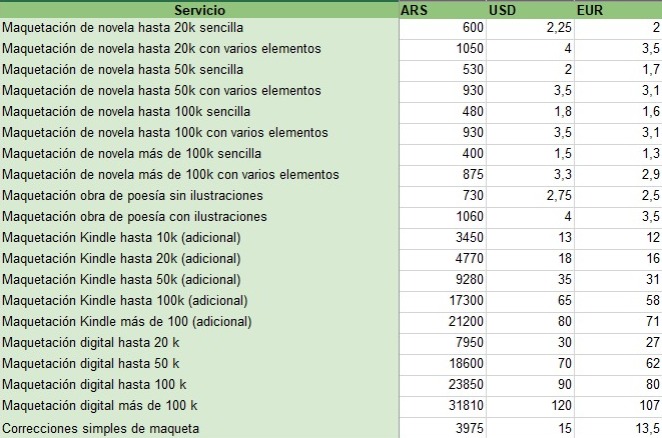 Servicio ARS USD EUR
Maquetación de novela hasta 20k sencilla 600 2,25 2
Maquetación de novela hasta 20k con varios elementos 1050 4 3,5
Maquetación de novela hasta 50k sencilla 530 2 1,7
Maquetación de novela hasta 50k con varios elementos 930 3,5 3,1
Maquetación de novela hasta 100k sencilla 480 1,8 1,6
Maquetación de novela hasta 100k con varios elementos 930 3,5 3,1
Maquetación de novela más de 100k sencilla 400 1,5 1,3
Maquetación de novela más de 100k con varios elementos 875 3,3 2,9
Maquetación obra de poesía sin ilustraciones 730 2,75 2,5
Maquetación obra de poesía con ilustraciones 1060 4 3,5
Maquetación Kindle hasta 10k (adicional) 3450 13 12
Maquetación Kindle hasta 20k (adicional) 4770 18 16
Maquetación Kindle hasta 50k (adicional) 9280 35 31
Maquetación Kindle hasta 100k (adicional) 17300 65 58
Maquetación Kindle más de 100 (adicional) 21200 80 71
Maquetación digital hasta 20 k 7950 30 27
Maquetación digital hasta 50 k 18600 70 62
Maquetación digital hasta 100 k 23850 90 80
Maquetación digital más de 100 k 31810 120 107
Correcciones simples de maqueta 3975 15 13,5